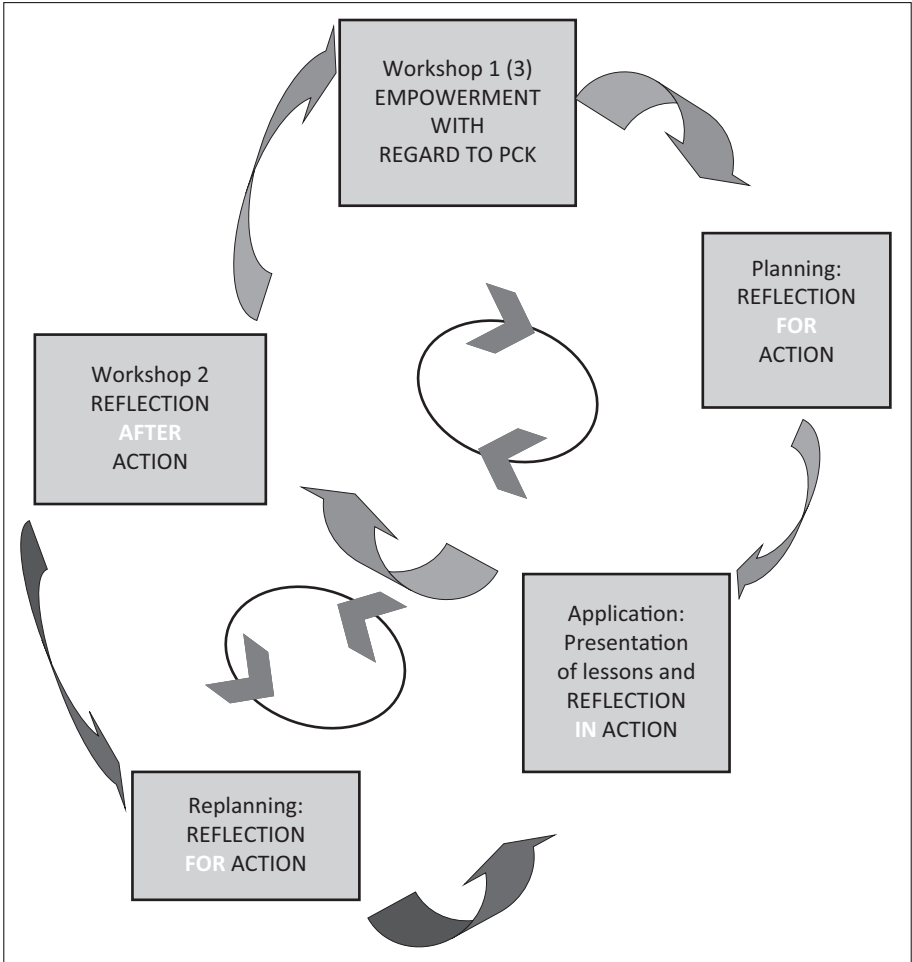 Workshop 1 (3)
EMPOWERMENT
WITH
REGARD TO PCK
Planning:
REFLECTION
FOR
ACTION
Workshop 2
REFLECTION
AFTER
ACTION
Application:
Presentation
of lessons and
REFLECTION
IN ACTION
Replanning:
REFLECTION
FOR ACTION